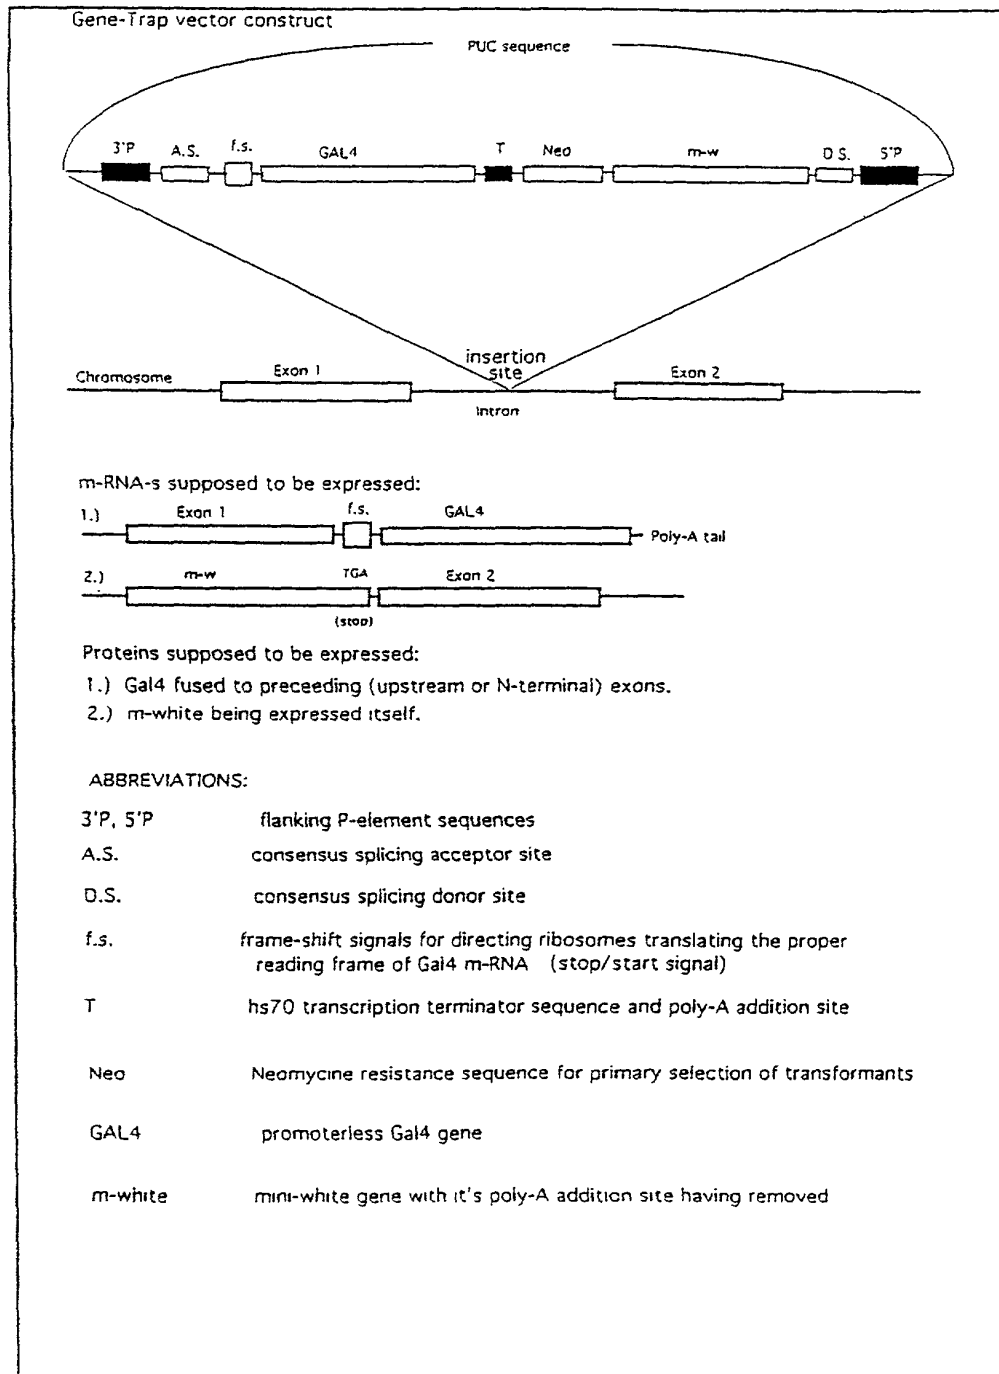 Gene-Trap vector construct
PUC sequence
3'P A.S. f.s. GAL4 T Neo m-w D.S. 5'P
insertion
site
Chromosome Exon 1 Exon 2
Intron
m-RNA-s supposed to be expressed:
1.) Exon 1 f.s. GAL4
Poly-A tail
2.) m-w TGA Exon 2
(stop)
Proteins supposed to be expressed:
1.) Gal4 fused to preceeding (upstream or N-terminal) exons.
2.) m-white being expressed itself.
ABBREVIATIONS:
3'P, 5'P flanking P-element sequences
A.S. consensus splicing acceptor site
D.S. consensus splicing donor site
f.s. frame-shift signals for directing ribosomes translating the proper
reading frame of Gal4 m-RNA (stop/start signal)
T hs70 transcription terminator sequence and poly-A addition site
Neo Neomycine resistance sequence for primary selection of transformants
GAL4 promoterless Gal4 gene
m-white mini-white gene with it's poly-A addition site having removed